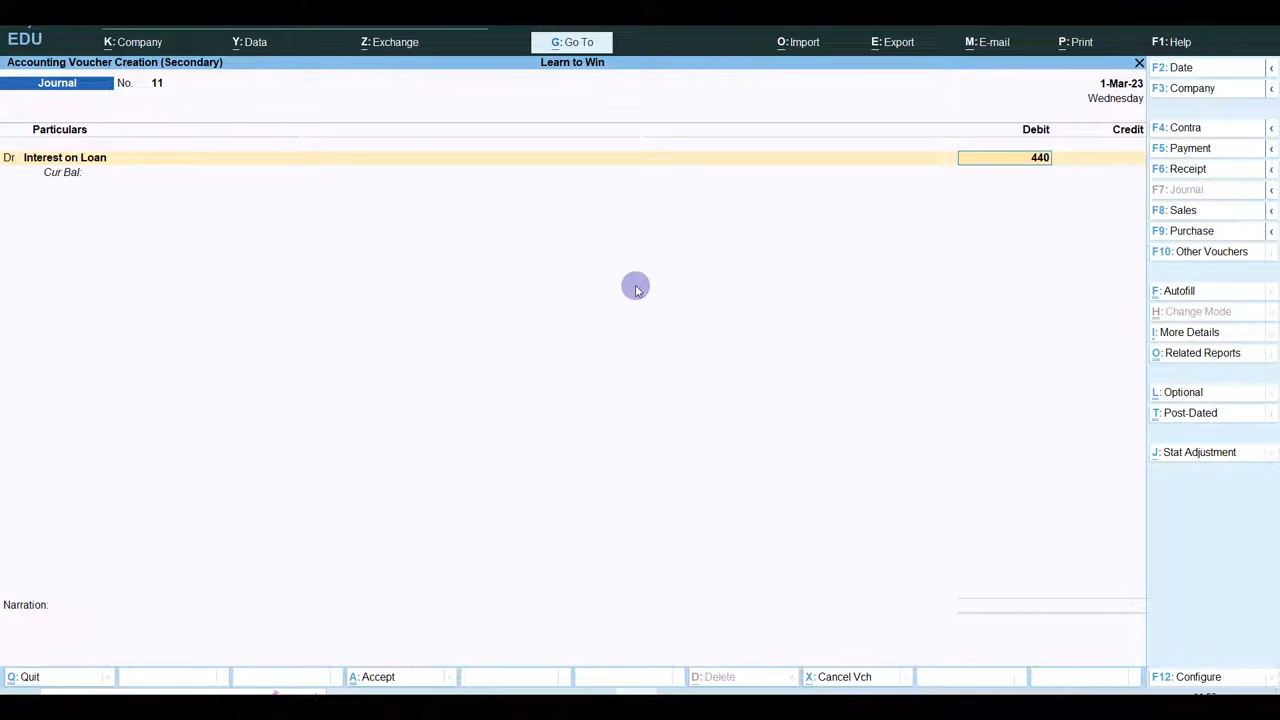 EDU
K: Company
Y: Data
Z: Exchange
G: Go To
O: Import
E: Export
M: E-mail
P: Print
F1: Help
Accounting Voucher Creation (Secondary)
Learn to Win
Journal No. 11
1-Mar-23
Wednesday
Particulars Debit Credit
Dr Interest on Loan 440
Cur Bal:
Narration:
F2: Date
F3: Company
F4: Contra
F5: Payment
F6: Receipt
F7: Journal
F8: Sales
F9: Purchase
F10: Other Vouchers
F: Autofill
H: Change Mode
I: More Details
O: Related Reports
L: Optional
T: Post-Dated
J: Stat Adjustment
Q: Quit
A: Accept
D: Delete
X: Cancel Vch
F12: Configure